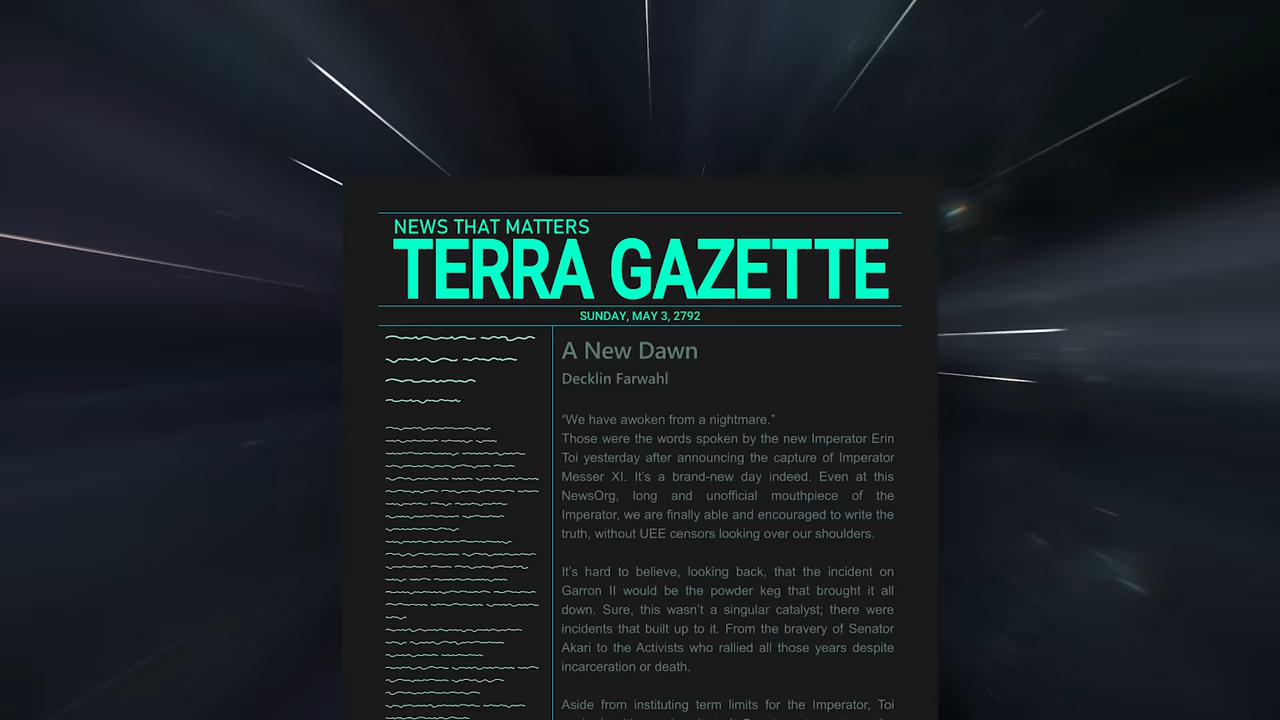 NEWS THAT MATTERS
TERRA GAZETTE
SUNDAY, MAY 3, 2792
A New Dawn
Decklin Farwahl
“We have awoken from a nightmare.”
Those were the words spoken by the new Imperator Erin
Toi yesterday after announcing the capture of Imperator
Messer XI. It’s a brand-new day indeed. Even at this
NewsOrg, long and unofficial mouthpiece of the
Imperator, we are finally able and encouraged to write the
truth, without UEE censors looking over our shoulders.
It’s hard to believe, looking back, that the incident on
Garron II would be the powder keg that brought it all
down. Sure, this wasn’t a singular catalyst; there were
incidents that built up to it. From the bravery of Senator
Akari to the Activists who rallied all those years despite
incarceration or death.
Aside from instituting term limits for the Imperator, Toi